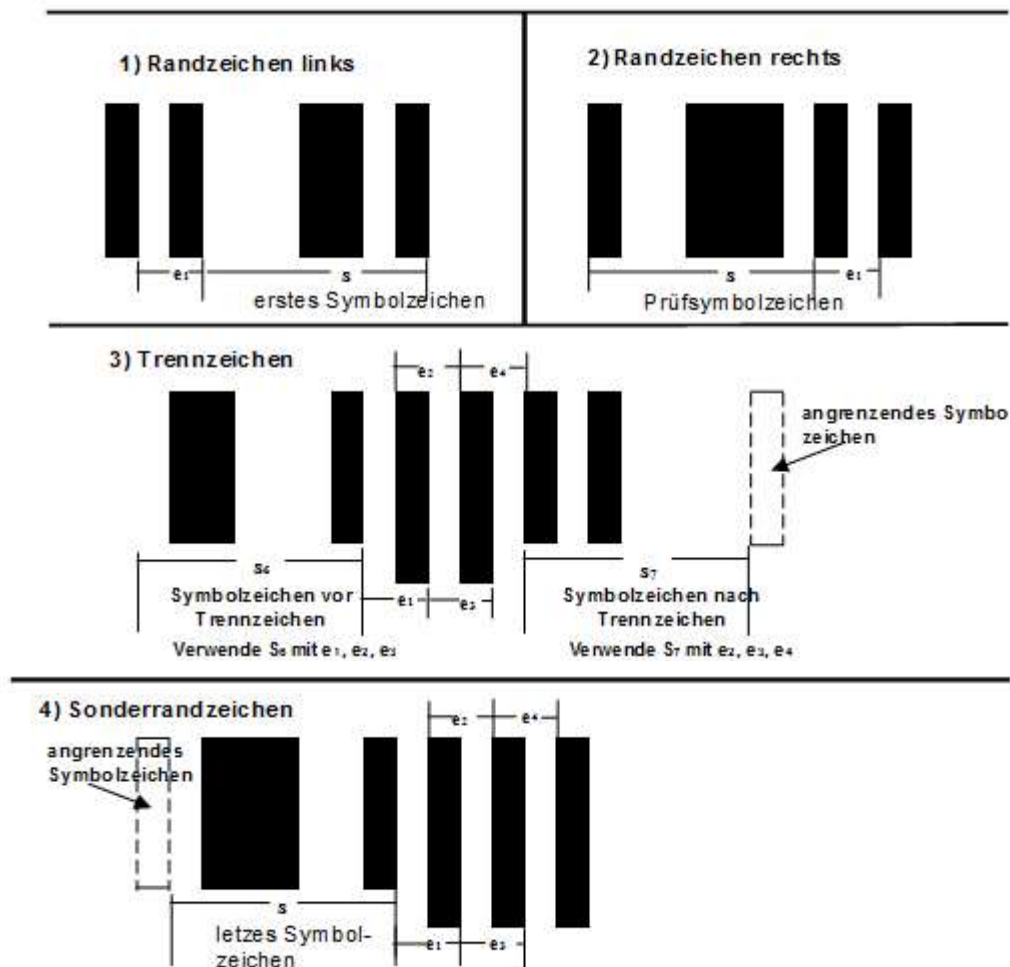 1) Randzeichen links
2) Randzeichen rechts
e₁
s
erstes Symbolzeichen
s
e₁
Prüfsymbolzeichen
3) Trennzeichen
e₂
e₄
angrenzendes Symbo
zeichen
s₆
Symbolzeichen vor
Trennzeichen
Verwende S₆ mit e₁, e₂, e₃
e₁
e₃
s₇
Symbolzeichen nach
Trennzeichen
Verwende S₇ mit e₂, e₃, e₄
4) Sonderrandzeichen
e₂
e₄
angrenzendes
Symbolzeichen
s
letzes Symbol-
zeichen
e₁
e₃